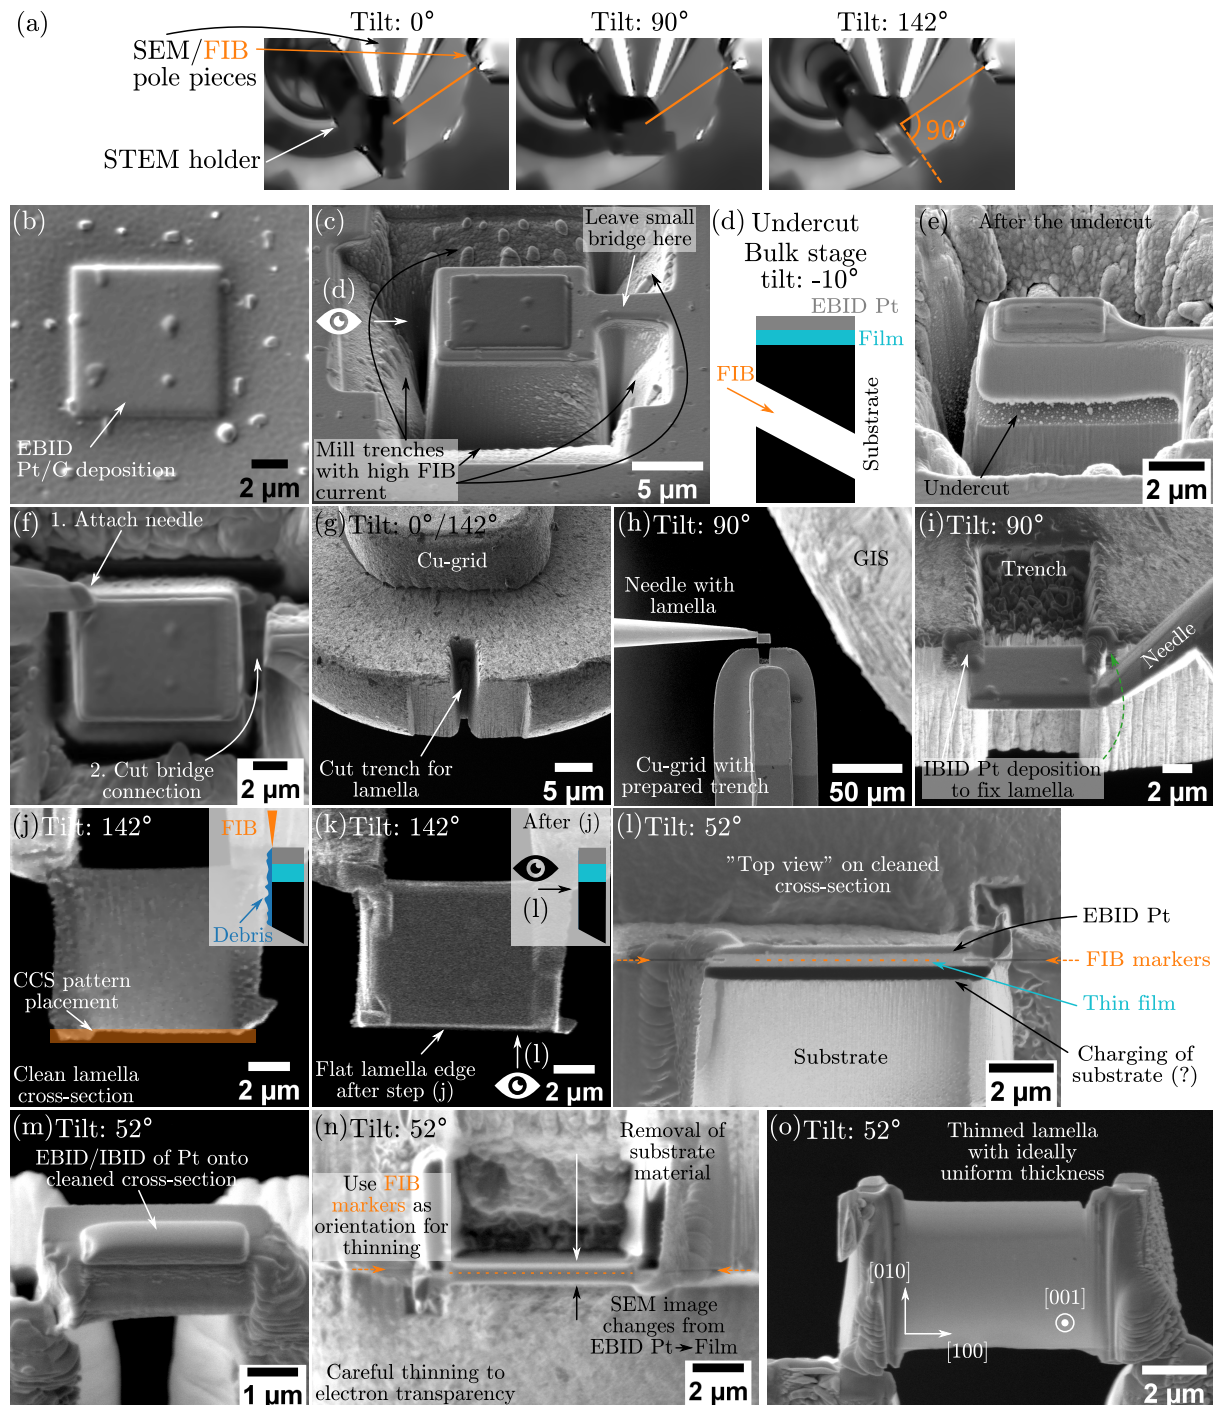 (a)
Tilt: 0°
Tilt: 90°
Tilt: 142°
SEM/FIB
pole pieces
STEM holder
90°
(b)
EBID
Pt/C deposition
2 µm
(c)
Leave small
bridge here
(d)
Mill trenches
with high FIB
current
5 µm
(d)
Undercut
Bulk stage
tilt: -10°
EBID Pt
Film
FIB
Substrate
(e)
After the undercut
Undercut
2 µm
(f)
1. Attach needle
2. Cut bridge
connection
2 µm
(g)
Tilt: 0°/142°
Cu-grid
Cut trench for
lamella
5 µm
(h)
Tilt: 90°
GIS
Needle with
lamella
Cu-grid with
prepared trench
50 µm
(i)
Tilt: 90°
Trench
Needle
IBID Pt deposition
to fix lamella
2 µm
(j)
Tilt: 142°
FIB
Debris
CCS pattern
placement
Clean lamella
cross-section
2 µm
(k)
Tilt: 142°
After (j)
(l)
Flat lamella edge
after step (j)
(l)
2 µm
(l)
Tilt: 52°
"Top view" on cleaned
cross-section
EBID Pt
FIB markers
Thin film
Substrate
Charging of
substrate (?)
2 µm
(m)
Tilt: 52°
EBID/IBID of Pt onto
cleaned cross-section
1 µm
(n)
Tilt: 52°
Removal of
substrate
material
Use FIB
markers as
orientation for
thinning
SEM image
changes from
EBID Pt→Film
Careful thinning to
electron transparency
2 µm
(o)
Tilt: 52°
Thinned lamella
with ideally
uniform thickness
[010]
[001]
[100]
2 µm